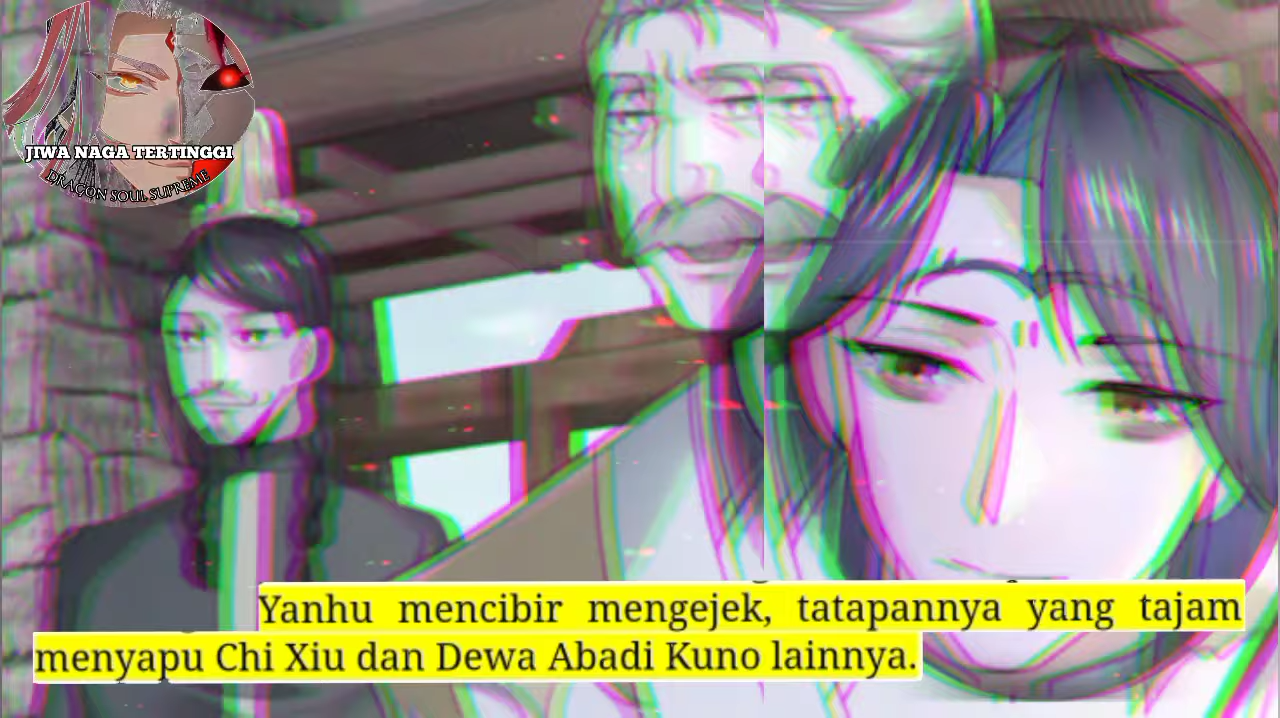 JIWA NAGA TERTINGGI
DRAGON SOUL SUPREME
Yanhu mencibir mengejek, tatapannya yang tajam
menyapu Chi Xiu dan Dewa Abadi Kuno lainnya.